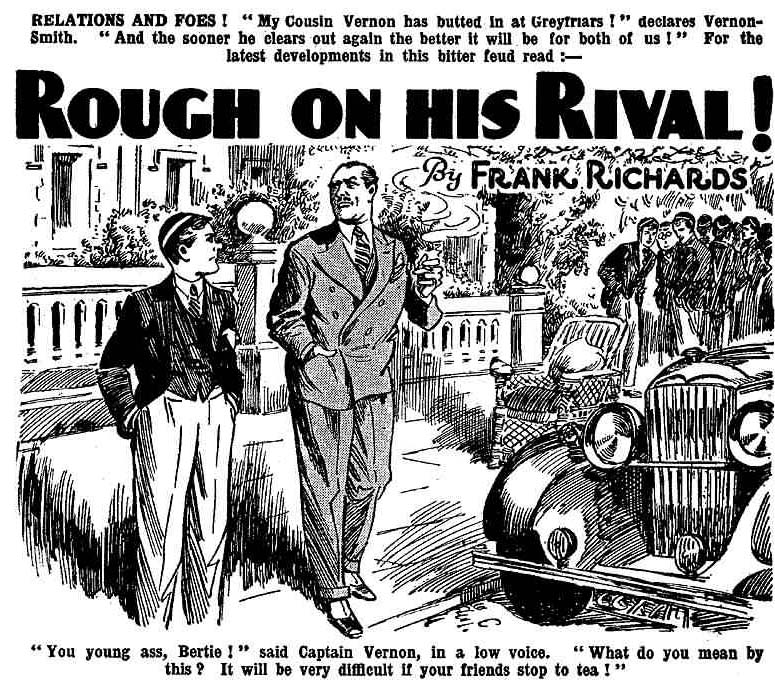 RELATIONS AND FOES ! " My Cousin Vernon has butted in at Greyfriars ! " declares Vernon-
Smith. " And the sooner he clears out again the better it will be for both of us ! " For the
latest developments in this bitter feud read :—
ROUGH ON HIS RIVAL !
By FRANK RICHARDS
" You young ass, Bertie ! " said Captain Vernon, in a low voice. " What do you mean by
this ? It will be very difficult if your friends stop to tea ! "